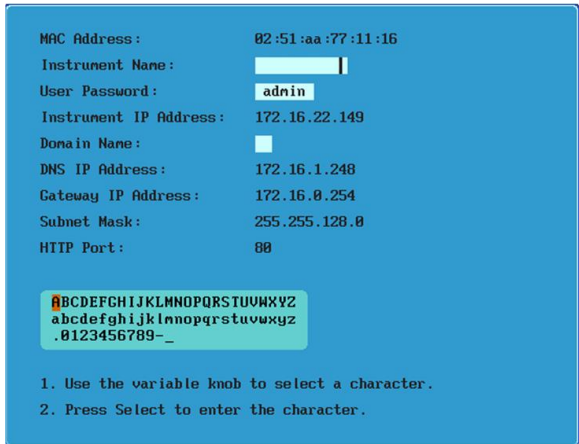 MAC Address: 02:51:aa:77:11:16
Instrument Name:
User Password: admin
Instrument IP Address: 172.16.22.149
Domain Name:
DNS IP Address: 172.16.1.248
Gateway IP Address: 172.16.0.254
Subnet Mask: 255.255.128.0
HTTP Port: 80
ABCDEFGHIJKLMNOPQRSTUVWXYZ
abcdefghijklmnopqrstuvwxyz
.0123456789-_
1. Use the variable knob to select a character.
2. Press Select to enter the character.